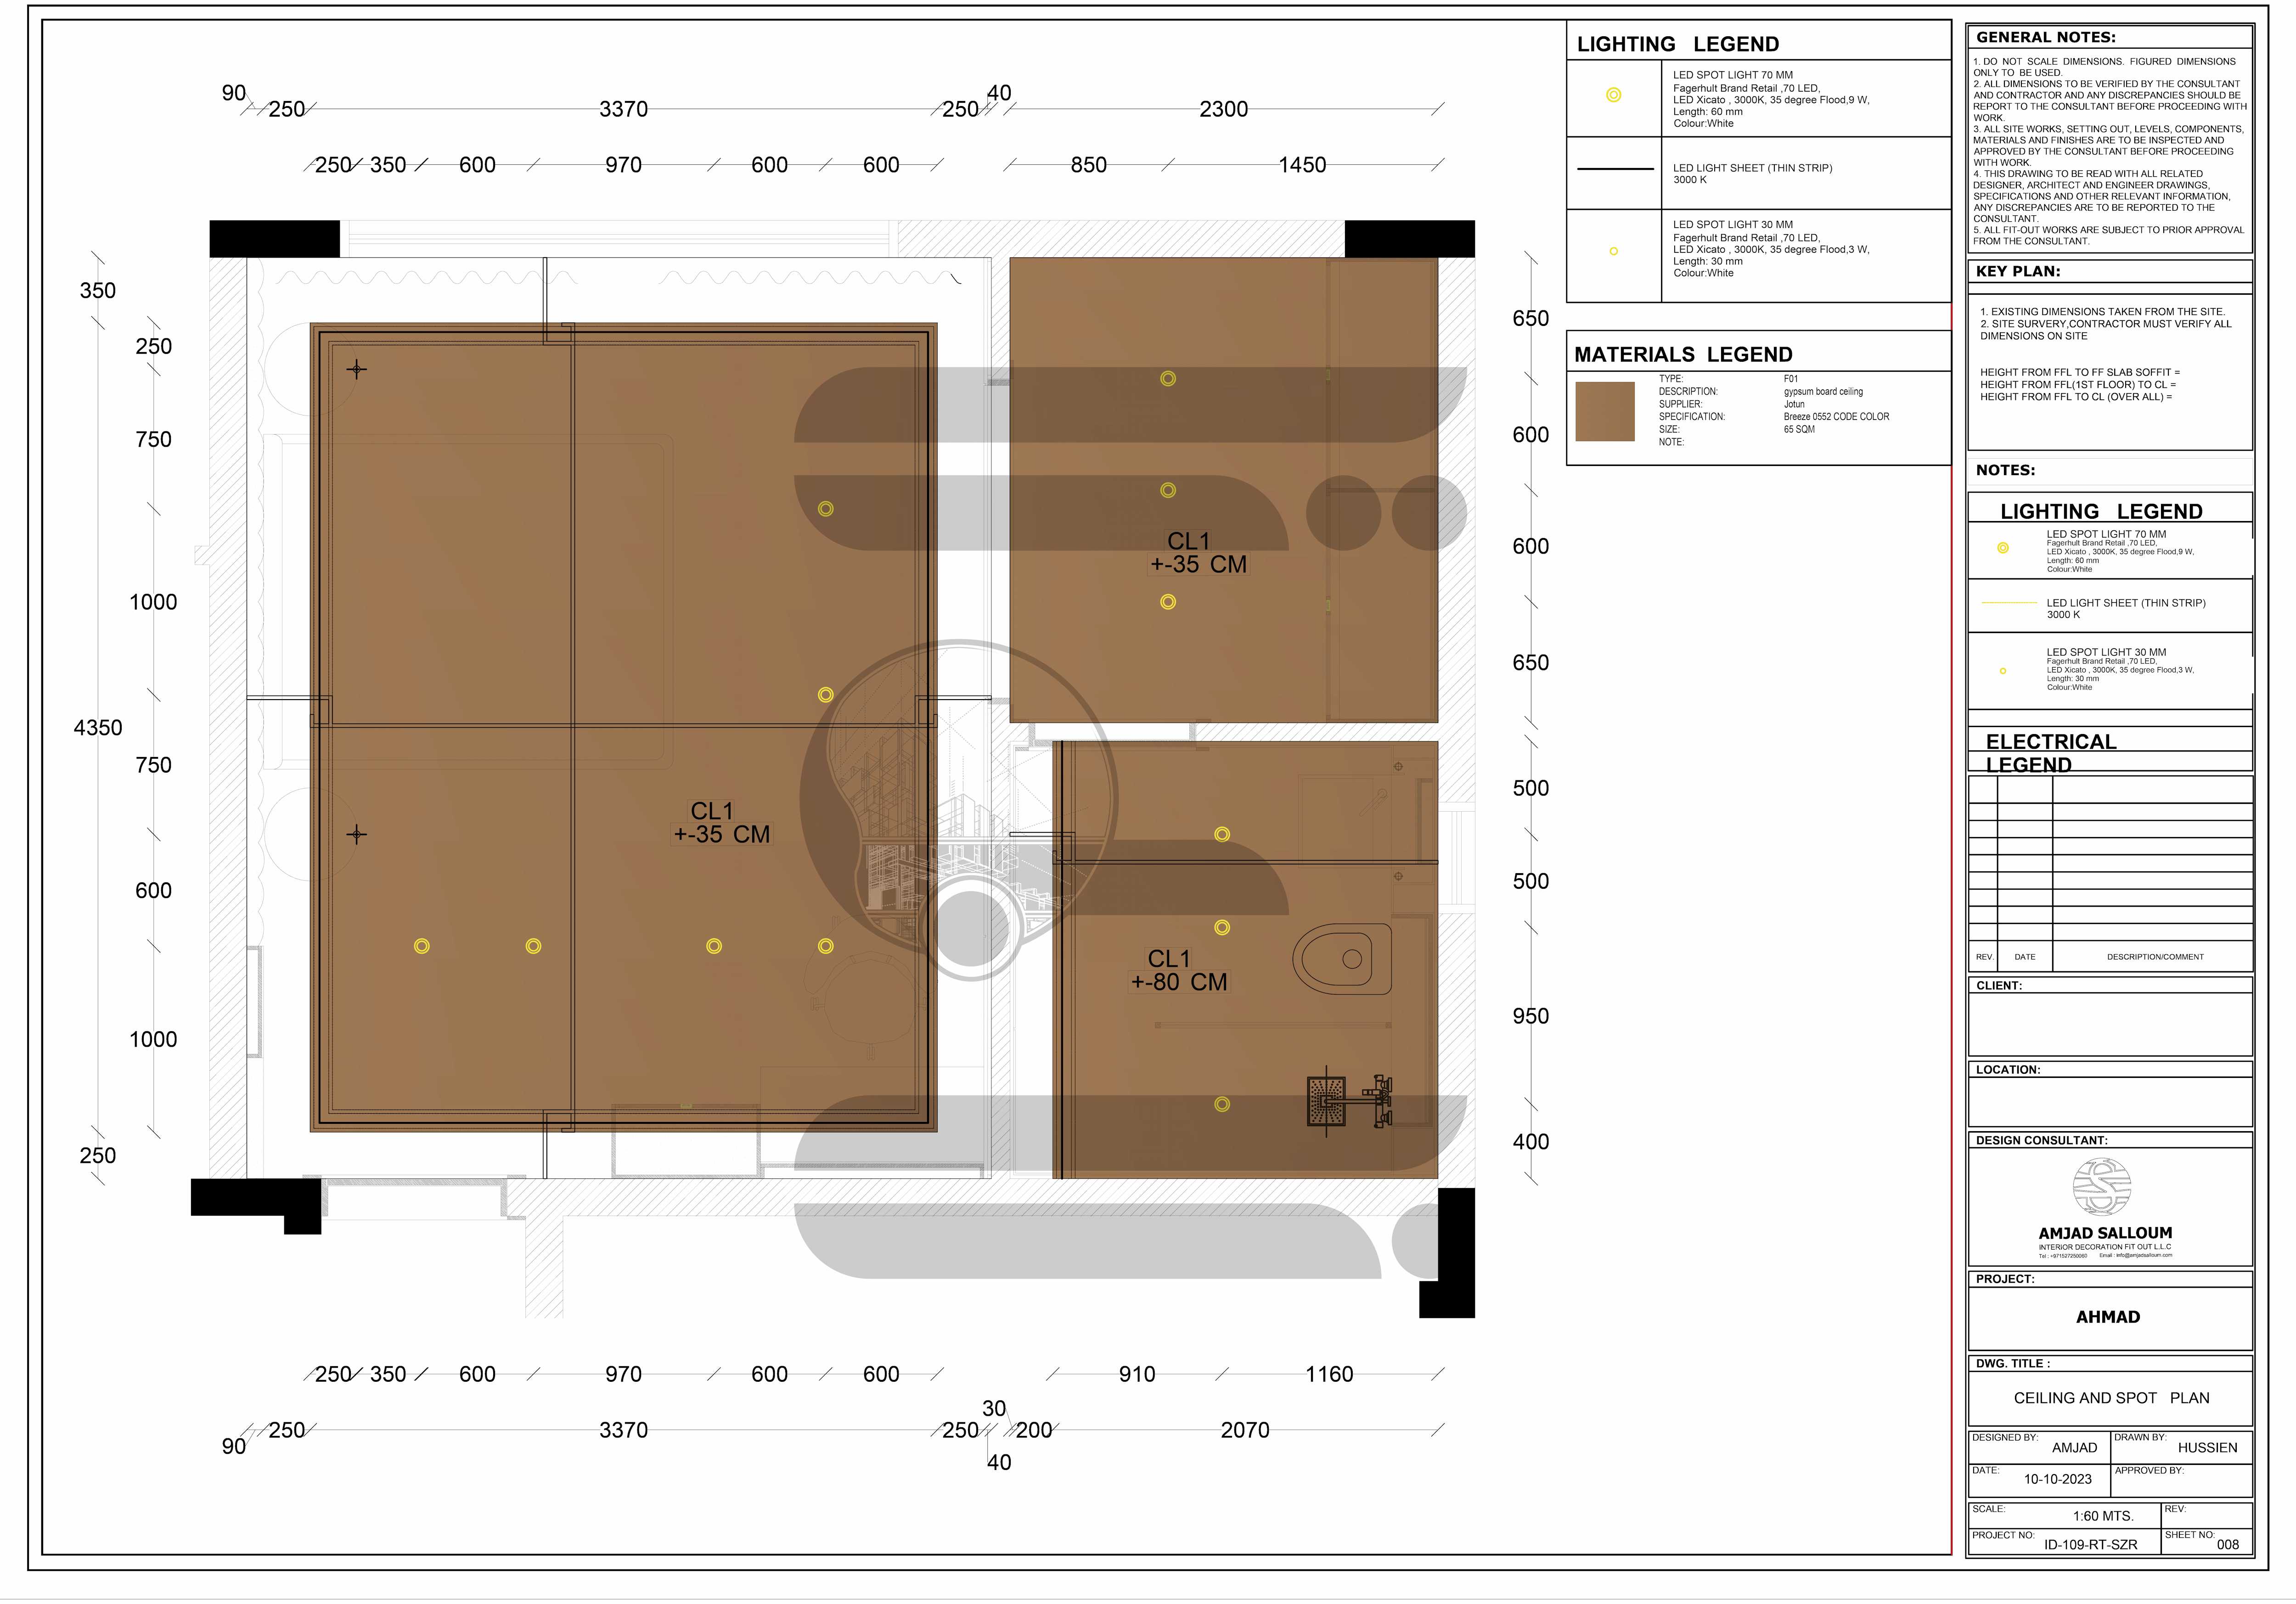 90
250
3370
250
40
2300
250
350
600
970
600
600
850
1450
350
250
750
1000
4350
750
600
1000
250
CL1
+-35 CM
CL1
+-35 CM
CL1
+-80 CM
650
600
600
650
500
500
950
400
250
350
600
970
600
600
910
1160
90
250
3370
250
30
40
200
2070
LIGHTING LEGEND
LED SPOT LIGHT 70 MM
Fagerhult Brand Retail ,70 LED,
LED Xicato , 3000K, 35 degree Flood,9 W,
Length: 60 mm
Colour:White
LED LIGHT SHEET (THIN STRIP)
3000 K
LED SPOT LIGHT 30 MM
Fagerhult Brand Retail ,70 LED,
LED Xicato , 3000K, 35 degree Flood,3 W,
Length: 30 mm
Colour:White
MATERIALS LEGEND
TYPE: F01
DESCRIPTION: gypsum board ceiling
SUPPLIER: Jotun
SPECIFICATION: Breeze 0552 CODE COLOR
SIZE: 65 SQM
NOTE:
GENERAL NOTES:
1. DO NOT SCALE DIMENSIONS. FIGURED DIMENSIONS
ONLY TO BE USED.
2. ALL DIMENSIONS TO BE VERIFIED BY THE CONSULTANT
AND CONTRACTOR AND ANY DISCREPANCIES SHOULD BE
REPORT TO THE CONSULTANT BEFORE PROCEEDING WITH
WORK.
3. ALL SITE WORKS, SETTING OUT, LEVELS, COMPONENTS,
MATERIALS AND FINISHES ARE TO BE INSPECTED AND
APPROVED BY THE CONSULTANT BEFORE PROCEEDING
WITH WORK.
4. THIS DRAWING TO BE READ WITH ALL RELATED
DESIGNER, ARCHITECT AND ENGINEER DRAWINGS,
SPECIFICATIONS AND OTHER RELEVANT INFORMATION,
ANY DISCREPANCIES ARE TO BE REPORTED TO THE
CONSULTANT.
5. ALL FIT-OUT WORKS ARE SUBJECT TO PRIOR APPROVAL
FROM THE CONSULTANT.
KEY PLAN:
1. EXISTING DIMENSIONS TAKEN FROM THE SITE.
2. SITE SURVERY,CONTRACTOR MUST VERIFY ALL
DIMENSIONS ON SITE
HEIGHT FROM FFL TO FF SLAB SOFFIT =
HEIGHT FROM FFL(1ST FLOOR) TO CL =
HEIGHT FROM FFL TO CL (OVER ALL) =
NOTES:
LIGHTING LEGEND
LED SPOT LIGHT 70 MM
Fagerhult Brand Retail ,70 LED,
LED Xicato , 3000K, 35 degree Flood,9 W,
Length: 60 mm
Colour:White
LED LIGHT SHEET (THIN STRIP)
3000 K
LED SPOT LIGHT 30 MM
Fagerhult Brand Retail ,70 LED,
LED Xicato , 3000K, 35 degree Flood,3 W,
Length: 30 mm
Colour:White
ELECTRICAL
LEGEND
REV. DATE DESCRIPTION/COMMENT
CLIENT:
LOCATION:
DESIGN CONSULTANT:
AMJAD SALLOUM
INTERIOR DECORATION FIT OUT L.L.C
Tel : +971527250060 Email : info@amjadsalloum.com
PROJECT:
AHMAD
DWG. TITLE :
CEILING AND SPOT PLAN
DESIGNED BY: AMJAD
DRAWN BY: HUSSIEN
DATE: 10-10-2023
APPROVED BY:
SCALE: 1:60 MTS.
REV:
PROJECT NO: ID-109-RT-SZR
SHEET NO: 008